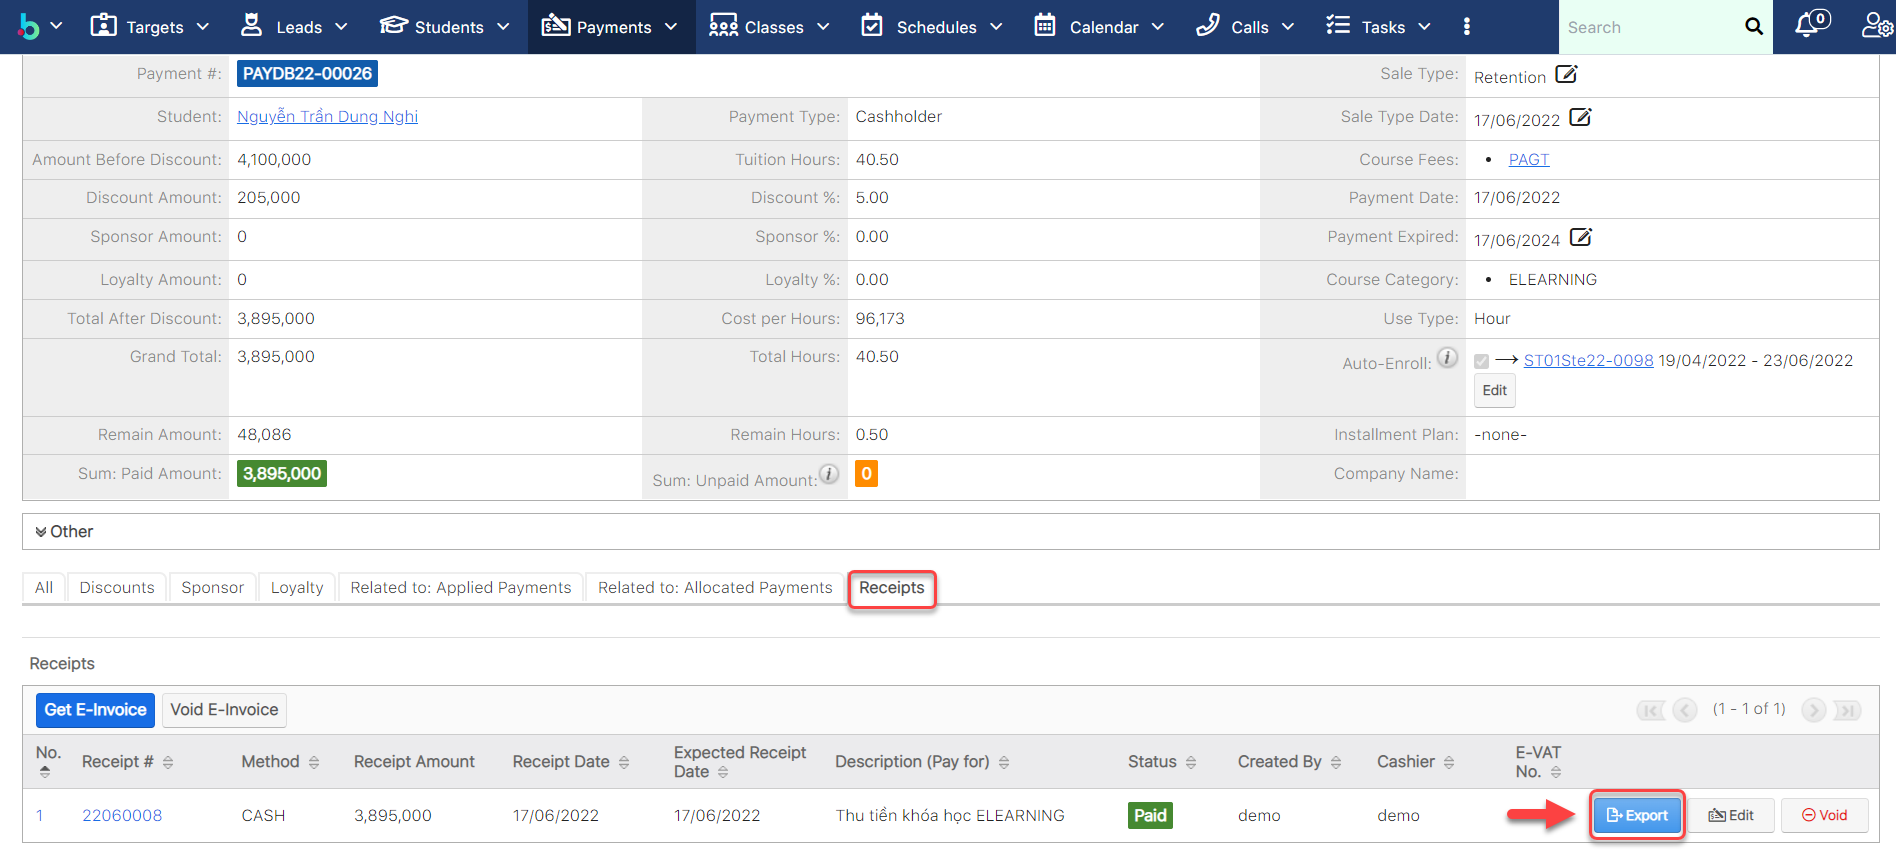 Targets Leads Students Payments Classes Schedules Calendar Calls Tasks Search 0
Payment #: PAYDB22-00026 Sale Type: Retention
Student: Nguyễn Trần Dung Nghi Payment Type: Cashholder Sale Type Date: 17/06/2022
Amount Before Discount: 4,100,000 Tuition Hours: 40.50 Course Fees: • PAGT
Discount Amount: 205,000 Discount %: 5.00 Payment Date: 17/06/2022
Sponsor Amount: 0 Sponsor %: 0.00 Payment Expired: 17/06/2024
Loyalty Amount: 0 Loyalty %: 0.00 Course Category: • ELEARNING
Total After Discount: 3,895,000 Cost per Hours: 96,173 Use Type: Hour
Grand Total: 3,895,000 Total Hours: 40.50 Auto-Enroll: i ST01Ste22-0098 19/04/2022 - 23/06/2022
Edit
Remain Amount: 48,086 Remain Hours: 0.50 Installment Plan: -none-
Sum: Paid Amount: 3,895,000 Sum: Unpaid Amount: i 0 Company Name:
Other
All Discounts Sponsor Loyalty Related to: Applied Payments Related to: Allocated Payments Receipts
Receipts
Get E-Invoice Void E-Invoice (1 - 1 of 1)
No. Receipt # Method Receipt Amount Receipt Date Expected Receipt Date Description (Pay for) Status Created By Cashier E-VAT No.
1 22060008 CASH 3,895,000 17/06/2022 17/06/2022 Thu tiền khóa học ELEARNING Paid demo demo Export Edit Void